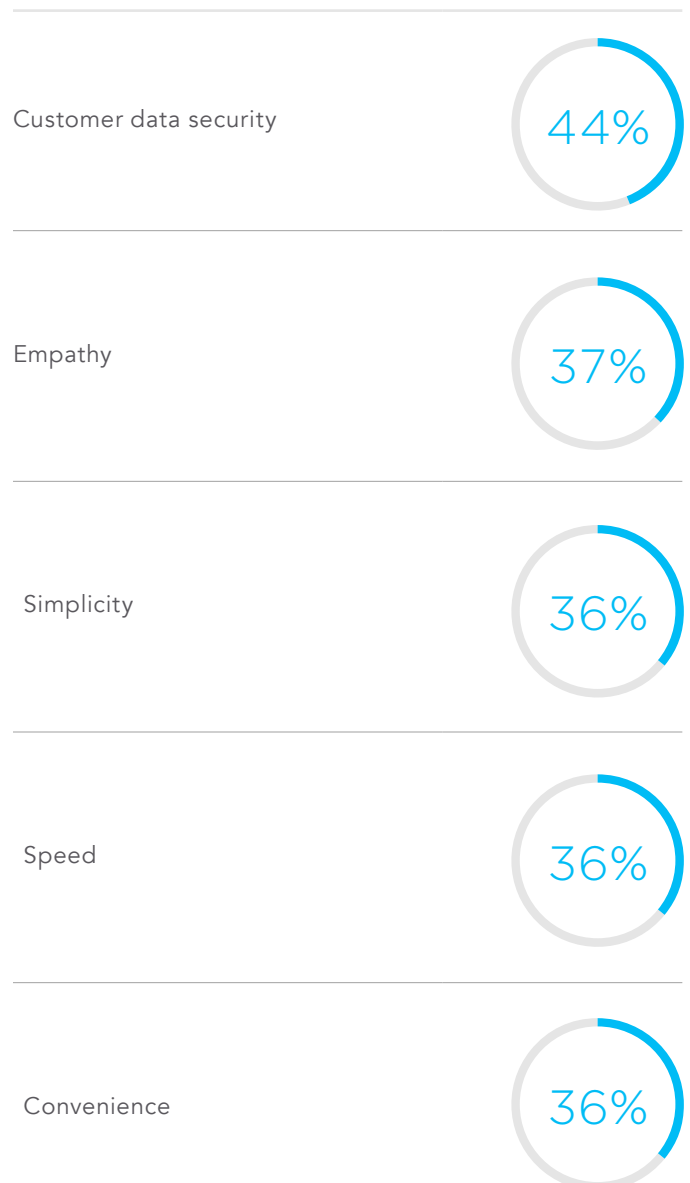 Customer data security
44%
Empathy
37%
Simplicity
36%
Speed
36%
Convenience
36%